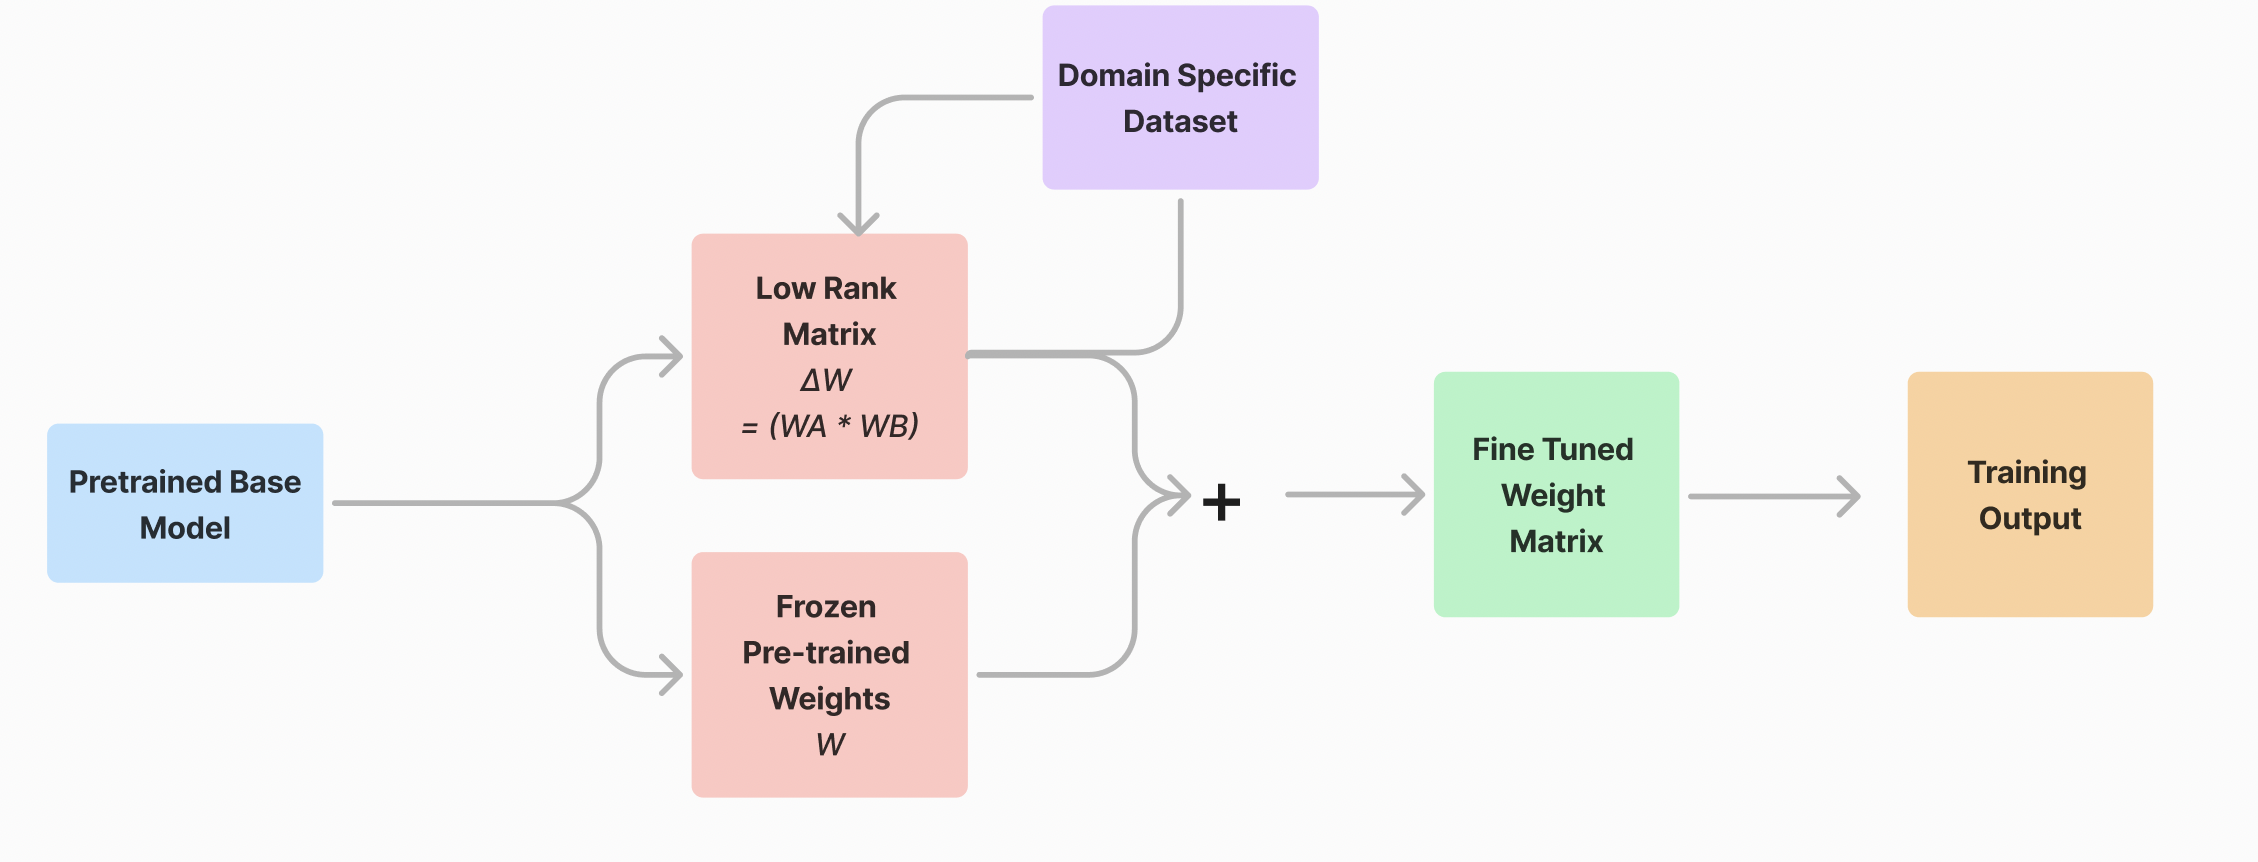 Domain Specific
Dataset
Low Rank
Matrix
ΔW
= (WA * WB)
Pretrained Base
Model
Frozen
Pre-trained
Weights
W
+
Fine Tuned
Weight
Matrix
Training
Output